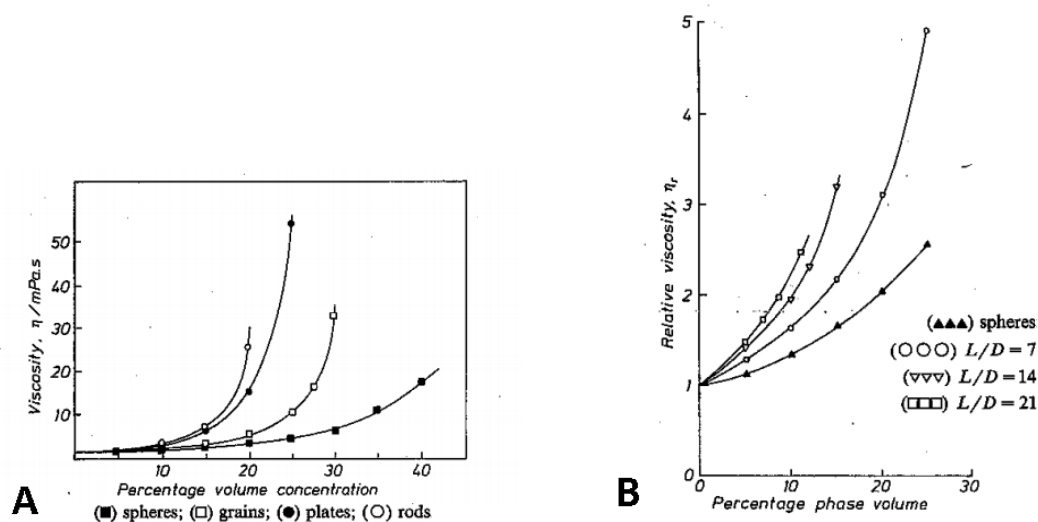 50
40
30
20
10
Viscosity, η /mPa.s
10 20 30 40
Percentage volume concentration
(■) spheres; (□) grains; (●) plates; (○) rods
A
5
4
3
2
1
0
Relative viscosity, ηr
(▲▲▲) spheres
(○○○) L/D = 7
(▽▽▽) L/D = 14
(□□□) L/D = 21
0 10 20 30
Percentage phase volume
B